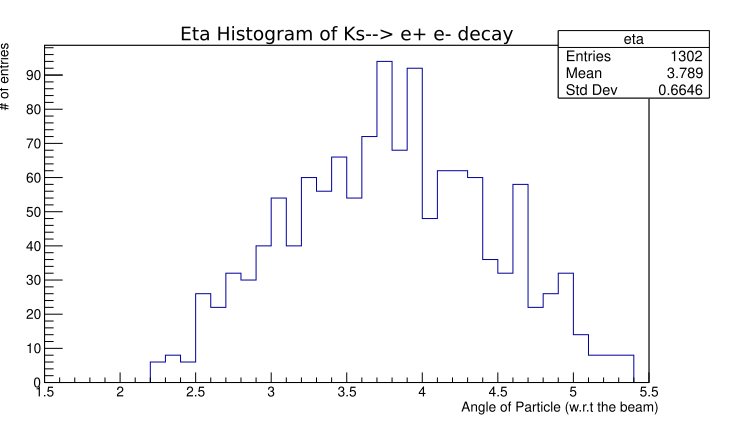 Eta Histogram of Ks--> e+ e- decay
eta
Entries 1302
Mean 3.789
Std Dev 0.6646
# of entries
90
80
70
60
50
40
30
20
10
0
1.5 2 2.5 3 3.5 4 4.5 5 5.5
Angle of Particle (w.r.t the beam)